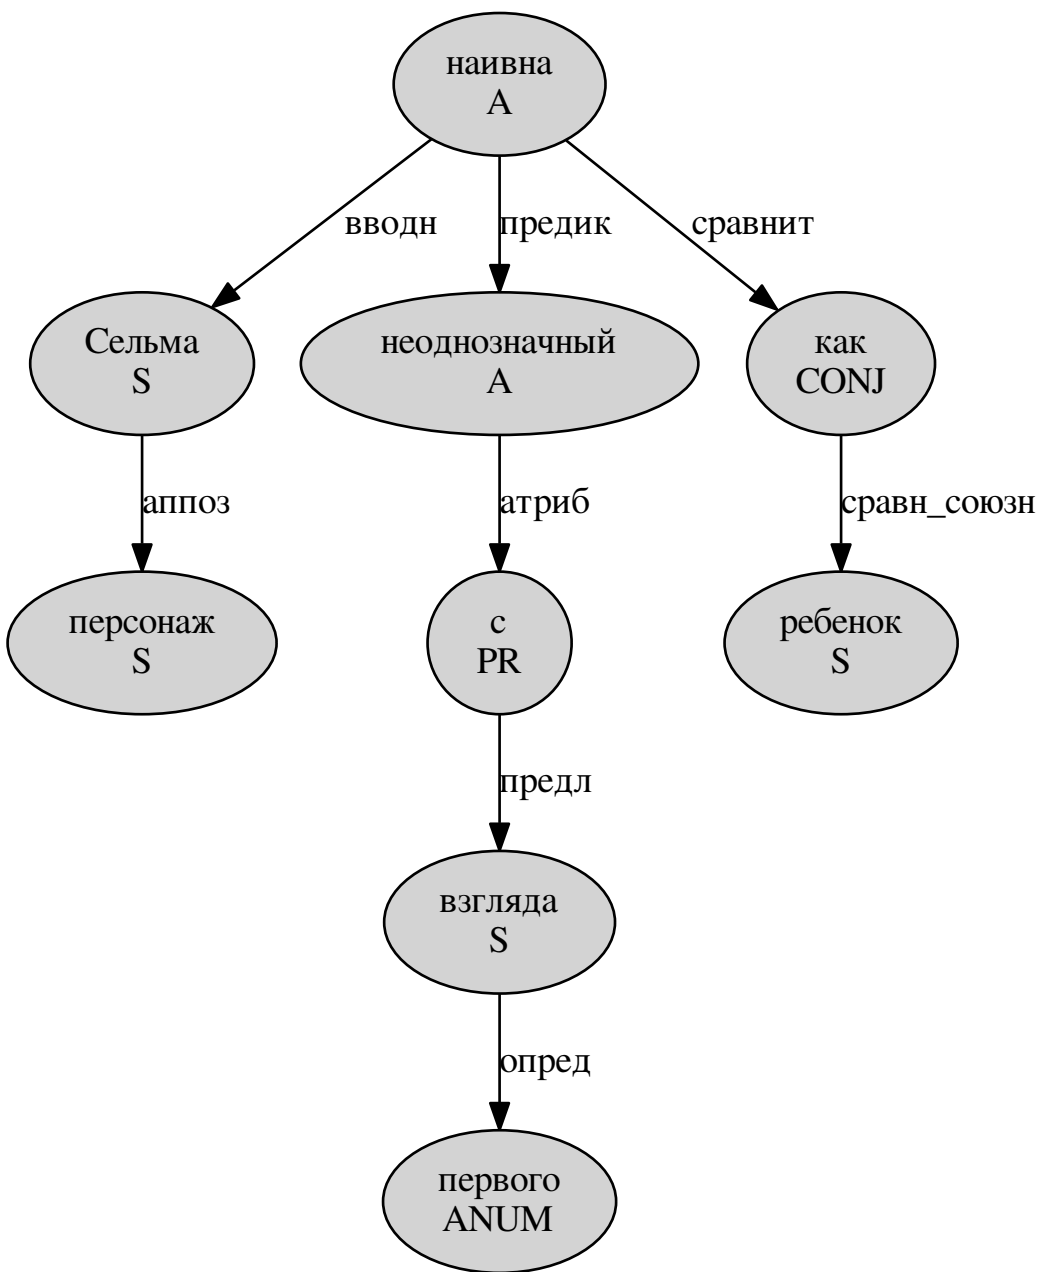 наивна
A
вводн
предик
сравнит
Сельма
S
неоднозначный
A
как
CONJ
аппоз
атриб
сравн_союзн
персонаж
S
с
PR
ребенок
S
предл
взгляда
S
опред
первого
ANUM